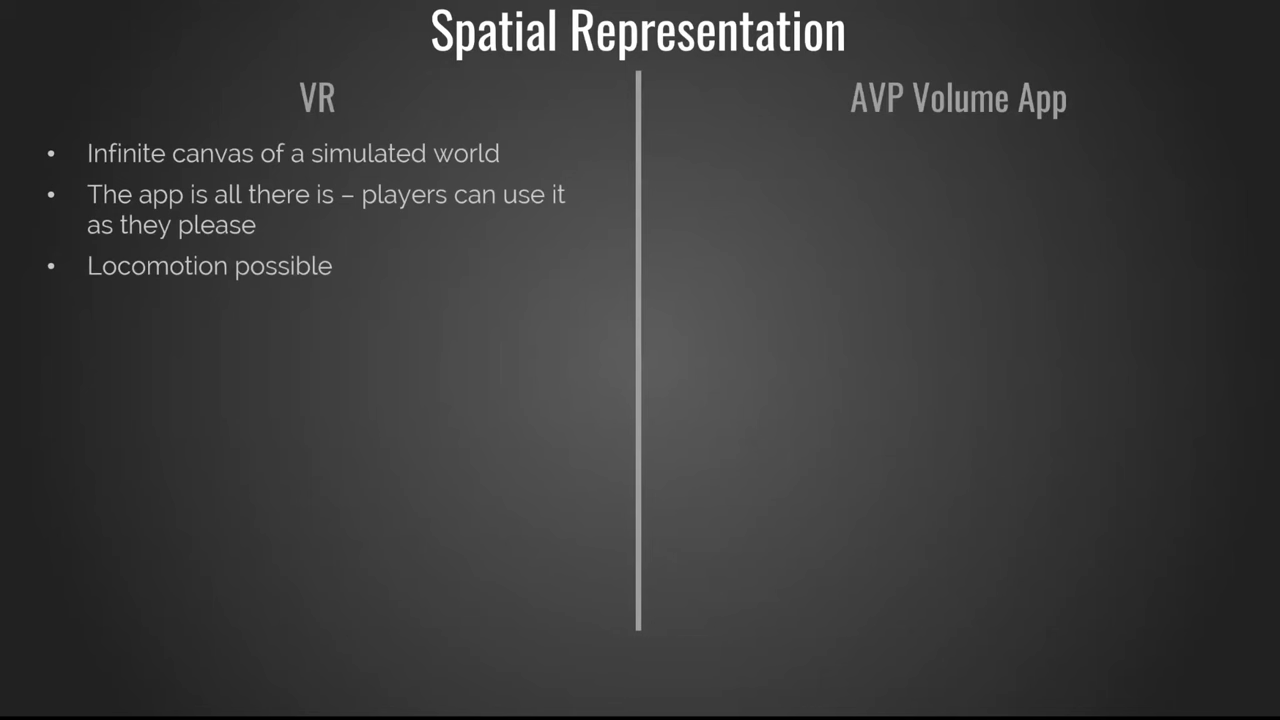 Spatial Representation
VR
• Infinite canvas of a simulated world
• The app is all there is – players can use it
as they please
• Locomotion possible
AVP Volume App